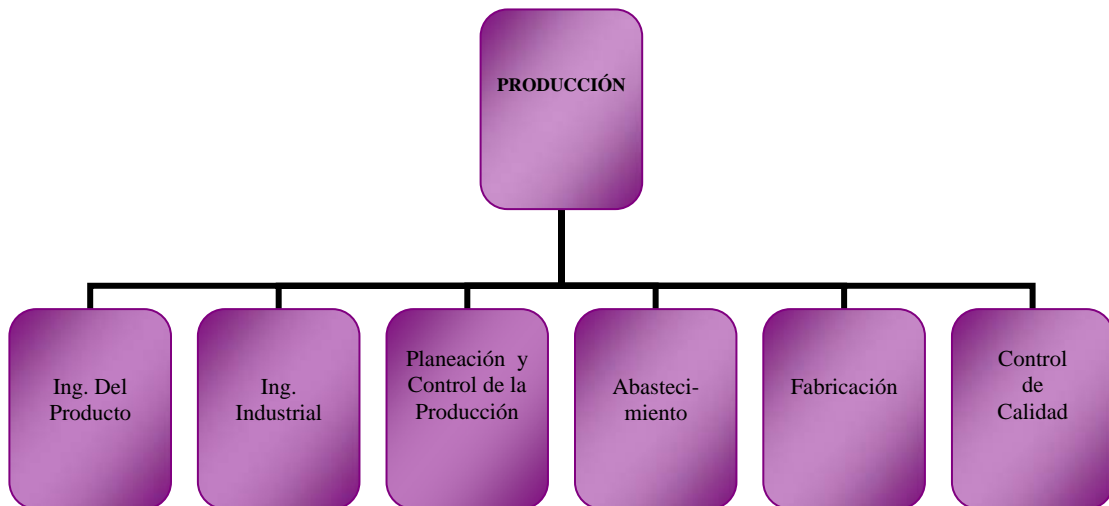 PRODUCCIÓN
Ing. Del
Producto
Ing.
Industrial
Planeación y
Control de la
Producción
Abasteci-
miento
Fabricación
Control
de
Calidad